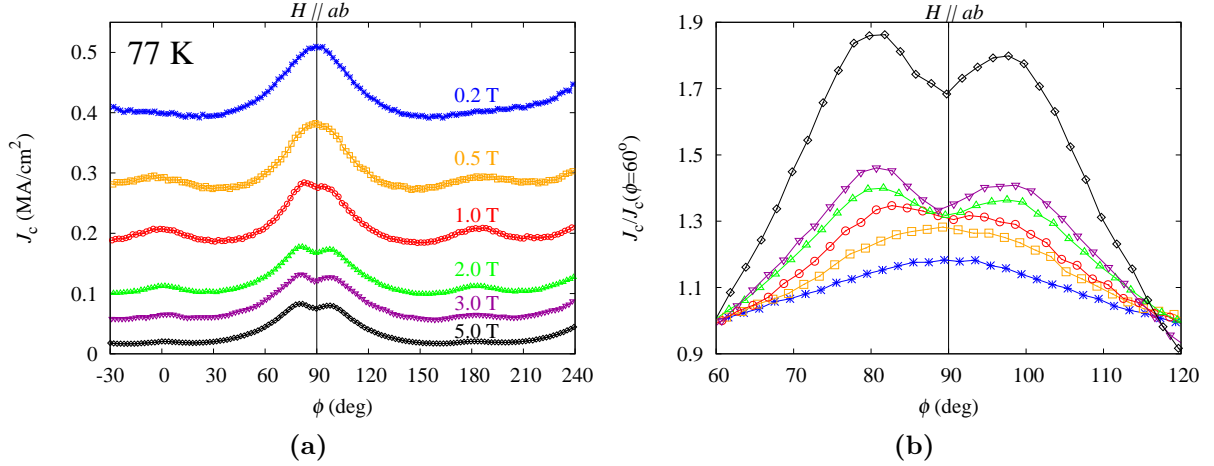 H // ab
77 K
0.2 T
0.5 T
1.0 T
2.0 T
3.0 T
5.0 T
0.5
0.4
0.3
0.2
0.1
0
J_c (MA/cm²)
-30 0 30 60 90 120 150 180 210 240
ϕ (deg)
(a)
H // ab
1.9
1.7
1.5
1.3
1.1
0.9
J_c/J_c(ϕ=60°)
60 70 80 90 100 110 120
ϕ (deg)
(b)